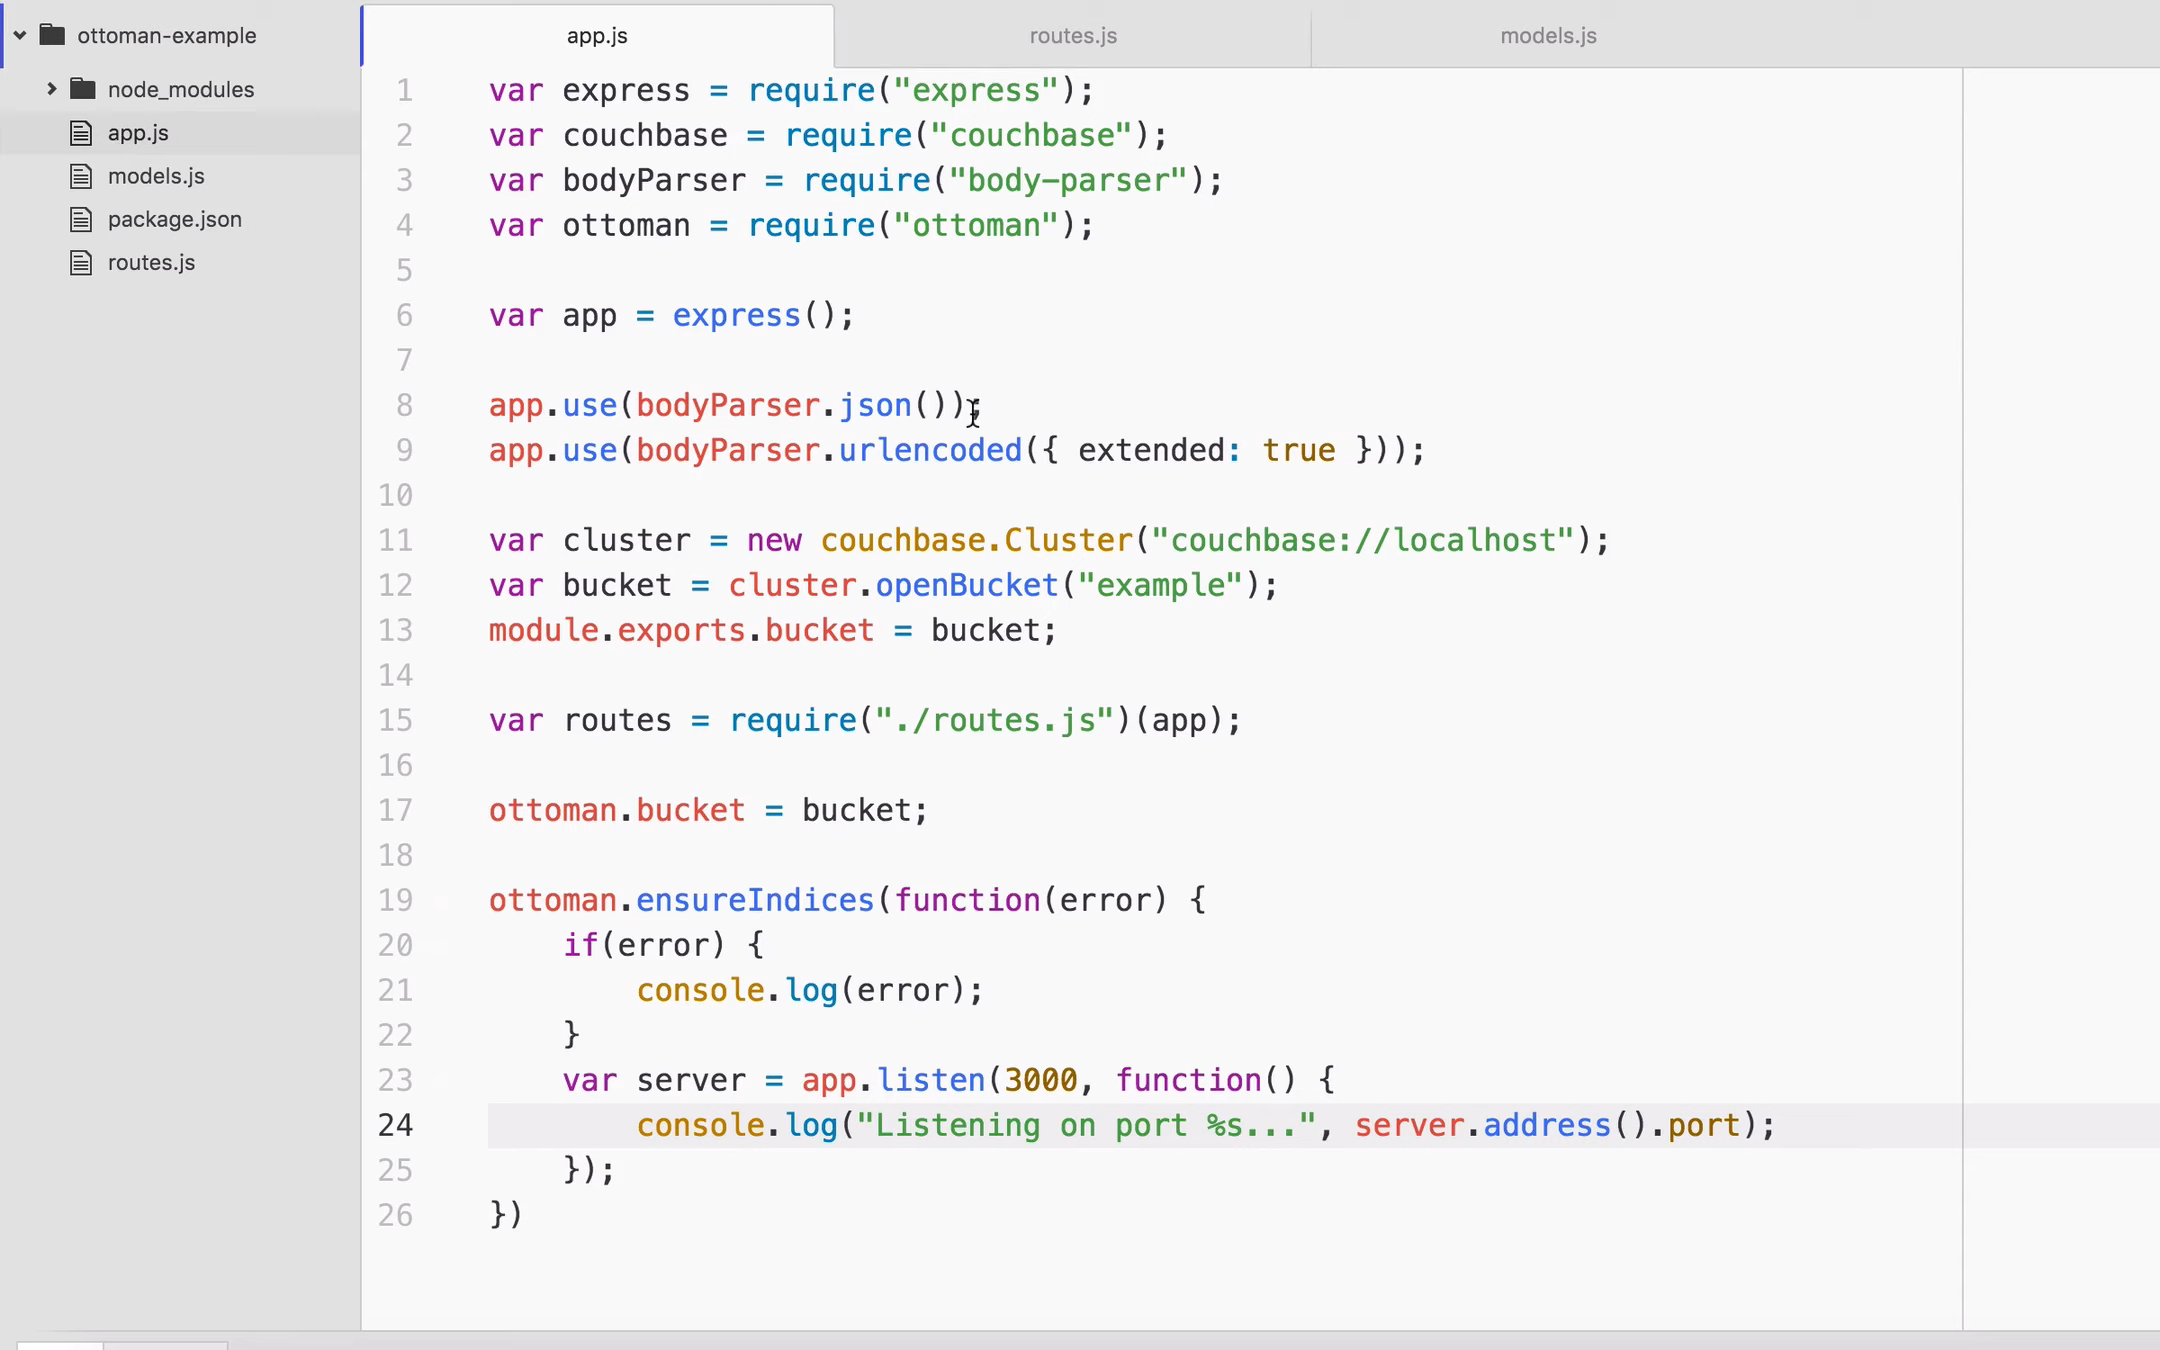 ottoman-example
node_modules
app.js
models.js
package.json
routes.js
app.js
routes.js
models.js
1 var express = require("express");
2 var couchbase = require("couchbase");
3 var bodyParser = require("body-parser");
4 var ottoman = require("ottoman");
5
6 var app = express();
7
8 app.use(bodyParser.json());
9 app.use(bodyParser.urlencoded({ extended: true }));
10
11 var cluster = new couchbase.Cluster("couchbase://localhost");
12 var bucket = cluster.openBucket("example");
13 module.exports.bucket = bucket;
14
15 var routes = require("./routes.js")(app);
16
17 ottoman.bucket = bucket;
18
19 ottoman.ensureIndices(function(error) {
20     if(error) {
21         console.log(error);
22     }
23     var server = app.listen(3000, function() {
24         console.log("Listening on port %s...", server.address().port);
25     });
26 })